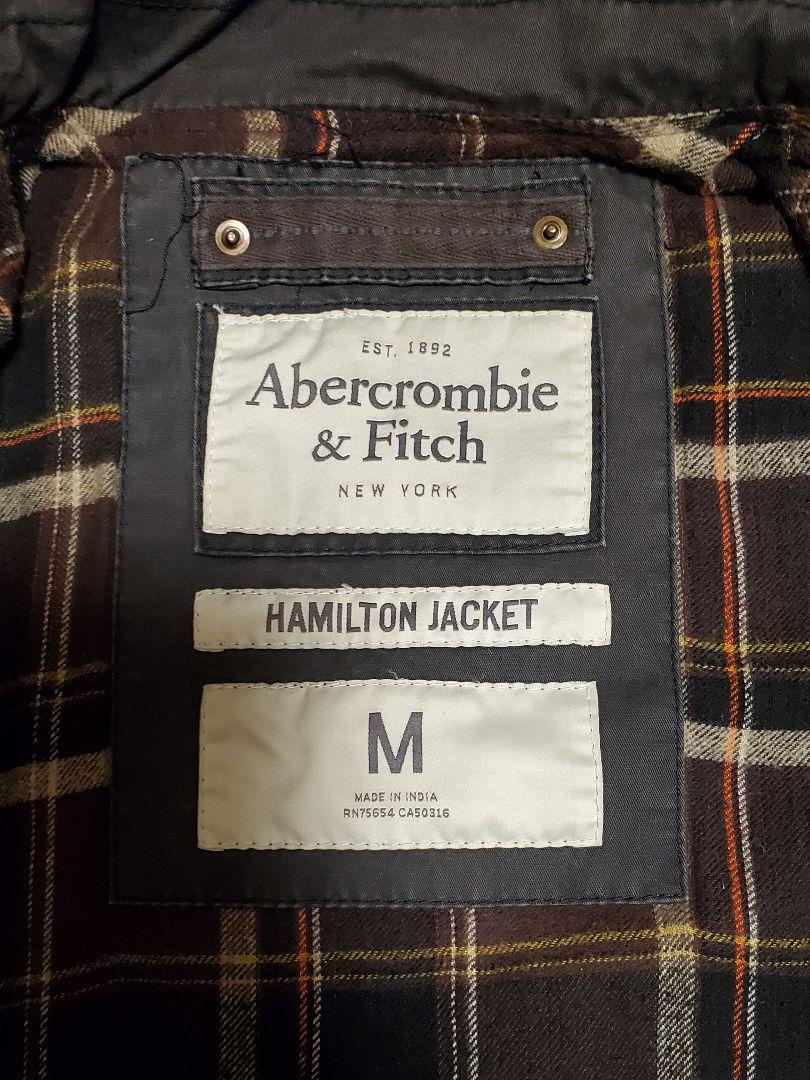 EST. 1892
Abercrombie
& Fitch
NEW YORK
HAMILTON JACKET
M
MADE IN INDIA
RN75654 CA50316